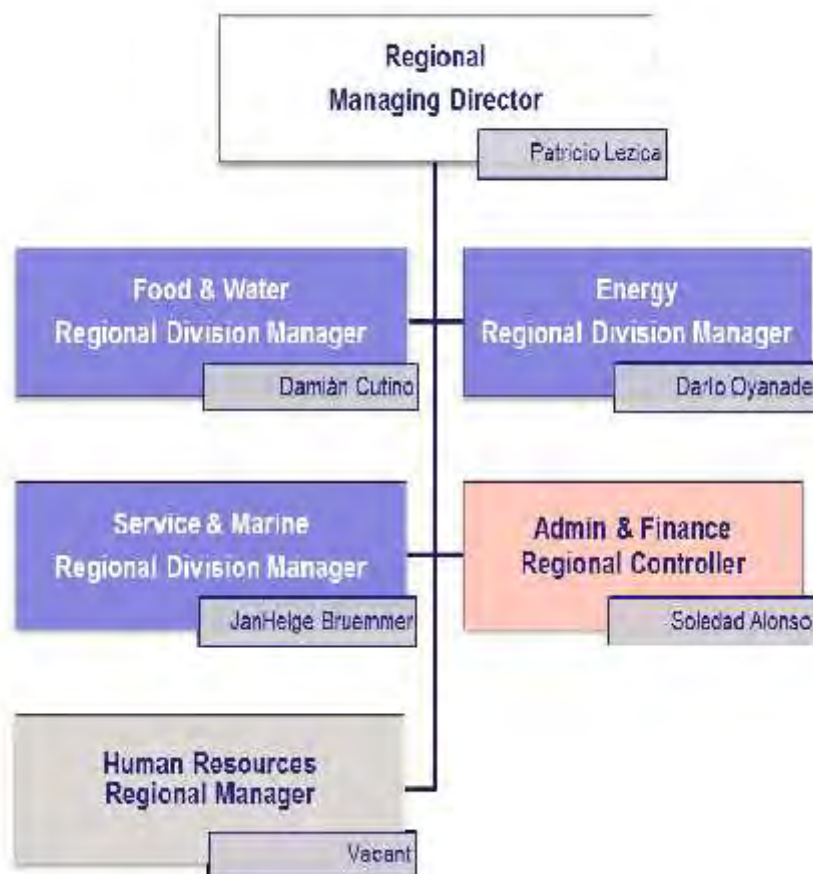 Regional
Managing Director
Patricio Lezica
Food & Water
Regional Division Manager
Damián Cutino
Energy
Regional Division Manager
Darío Oyanade
Service & Marine
Regional Division Manager
JanHelge Bruemmer
Admin & Finance
Regional Controller
Soledad Alonso
Human Resources
Regional Manager
Vacant